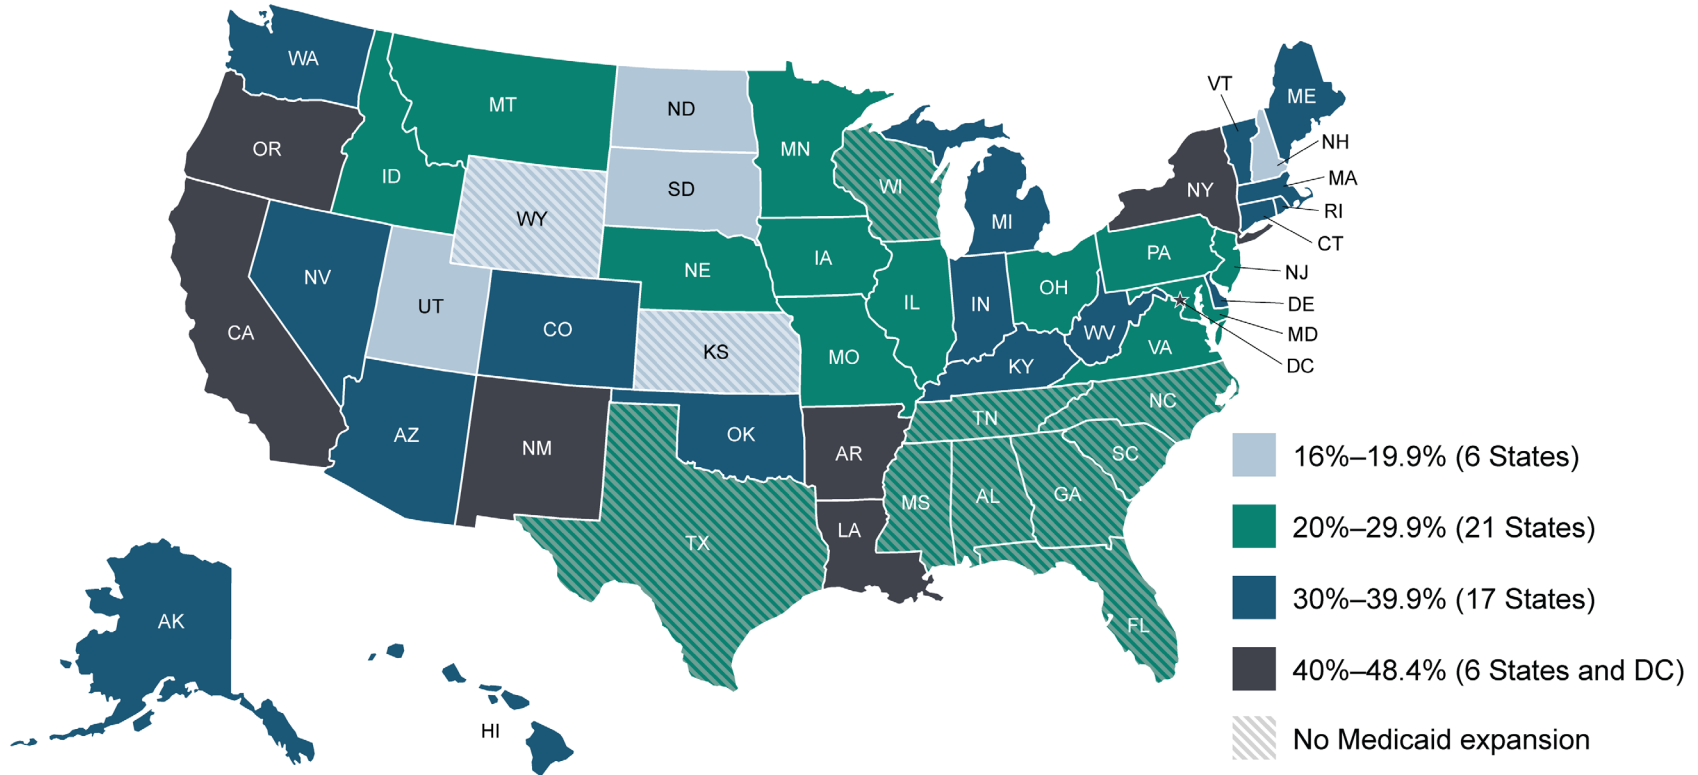 WA
MT
ND
MN
VT
ME
OR
ID
SD
WI
NH
WY
MI
NY
MA
RI
CT
NV
UT
CO
NE
IA
IL
IN
OH
PA
NJ
DE
MD
DC
CA
KS
MO
KY
WV
VA
AZ
NM
OK
AR
TN
NC
SC
MS
AL
GA
TX
LA
FL
AK
HI
16%–19.9% (6 States)
20%–29.9% (21 States)
30%–39.9% (17 States)
40%–48.4% (6 States and DC)
No Medicaid expansion